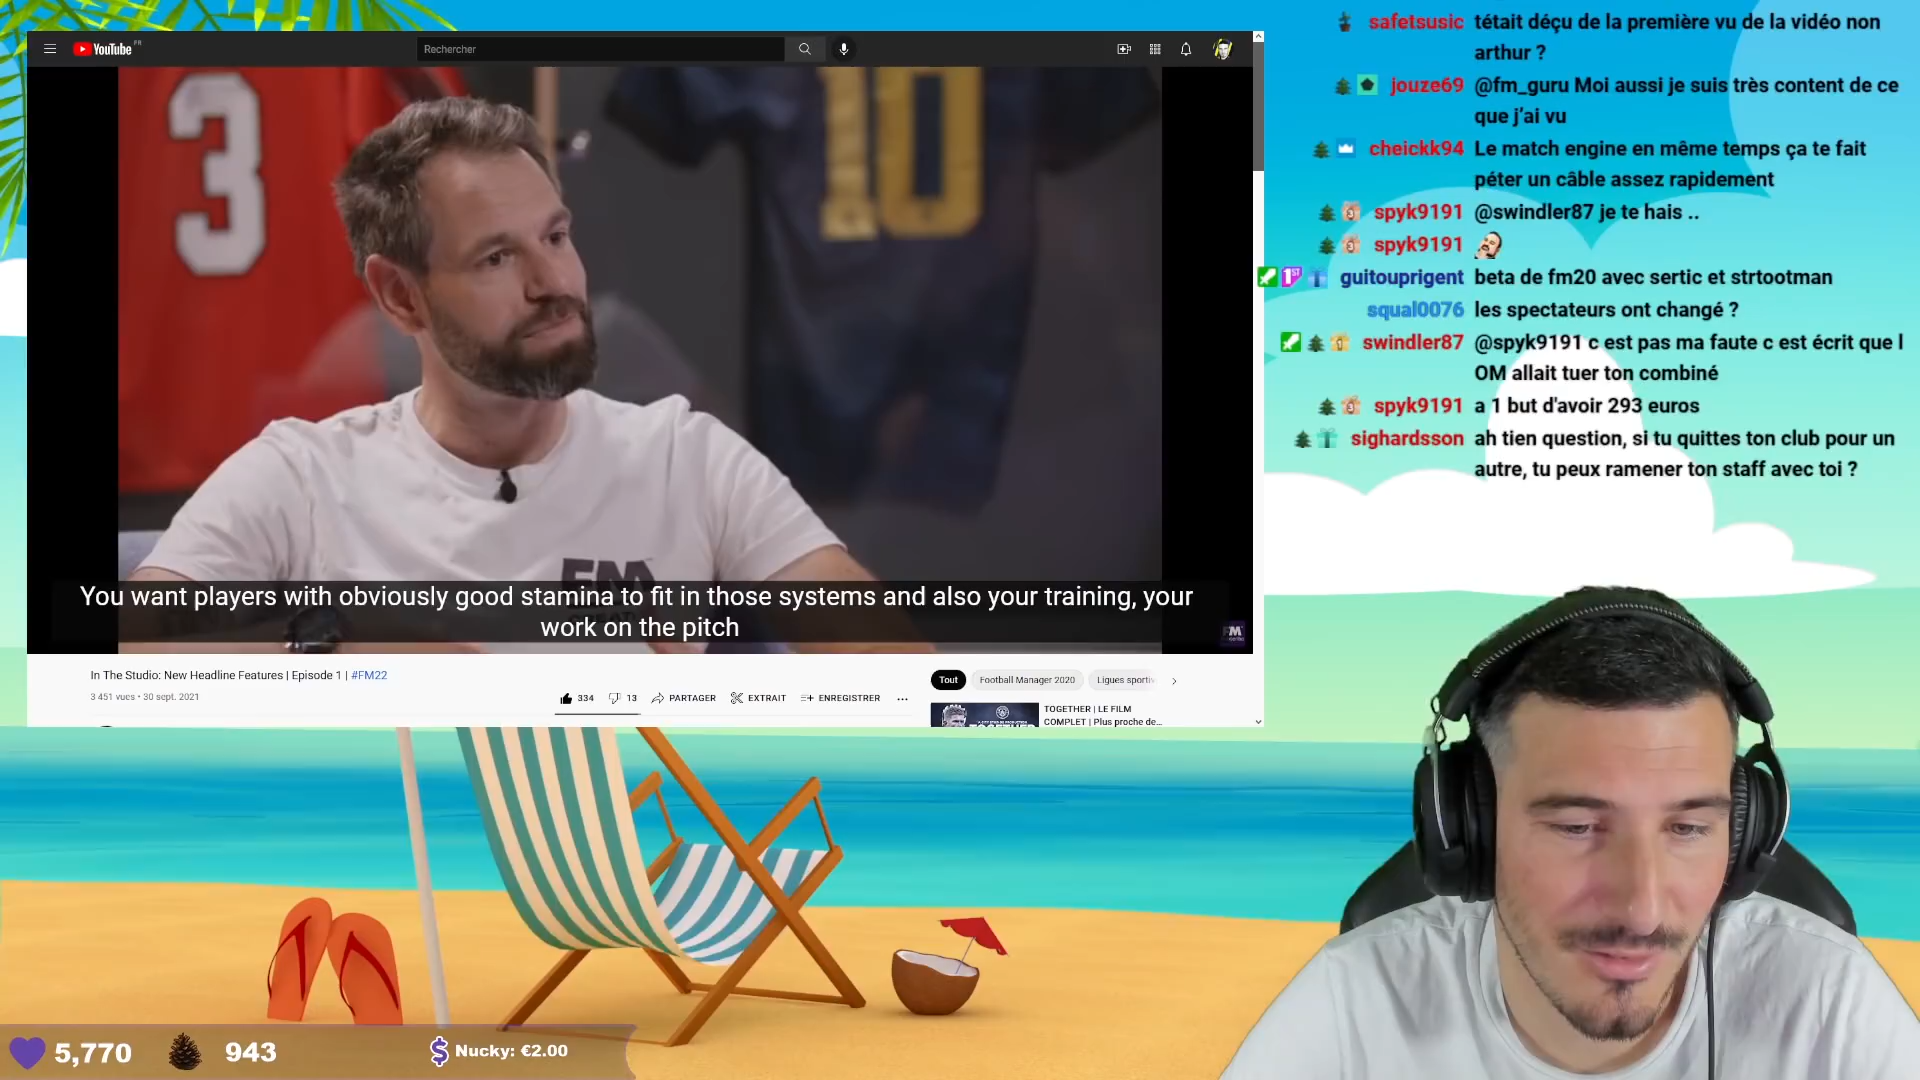 YouTube FR
Rechercher
3
10
FM
You want players with obviously good stamina to fit in those systems and also your training, your
work on the pitch
FM
In The Studio: New Headline Features | Episode 1 | #FM22
3 451 vues • 30 sept. 2021
334
13
PARTAGER
EXTRAIT
ENREGISTRER
Tout
Football Manager 2020
Ligues sporti
TOGETHER | LE FILM
COMPLET | Plus proche de...
safetsusic tétait déçu de la première vu de la vidéo non
arthur ?
jouze69 @fm_guru Moi aussi je suis très content de ce
que j'ai vu
cheickk94 Le match engine en même temps ça te fait
péter un câble assez rapidement
spyk9191 @swindler87 je te hais ..
spyk9191
1ST guitouprigent beta de fm20 avec sertic et strtootman
squal0076 les spectateurs ont changé ?
swindler87 @spyk9191 c est pas ma faute c est écrit que l
OM allait tuer ton combiné
spyk9191 a 1 but d'avoir 293 euros
sighardsson ah tien question, si tu quittes ton club pour un
autre, tu peux ramener ton staff avec toi ?
5,770
943
Nucky: €2.00